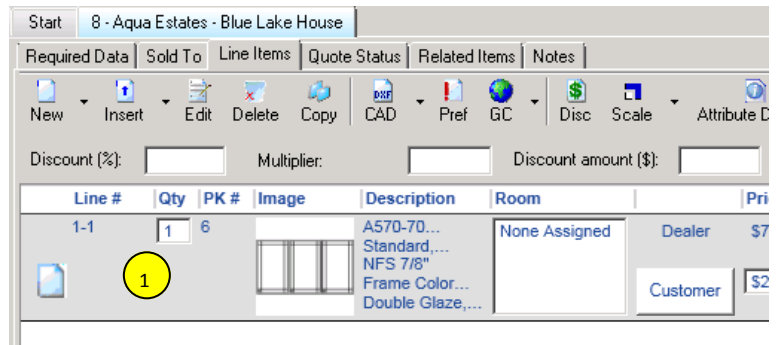 Start 8 - Aqua Estates - Blue Lake House
Required Data Sold To Line Items Quote Status Related Items Notes
DXF
New Insert Edit Delete Copy CAD Pref GC Disc Scale Attribute D
Discount (%): Multiplier: Discount amount ($):
Line # Qty PK # Image Description Room Pri
1-1 1 6 A570-70... None Assigned Dealer $7
Standard,...
NFS 7/8"
1 Frame Color... Customer $2
Double Glaze,...